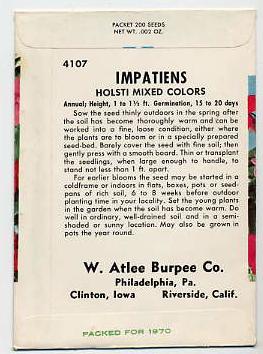 PACKET 200 SEEDS
NET WT. .002 OZ.
4107
IMPATIENS
HOLSTI MIXED COLORS
Annual; Height, 1 to 1½ ft. Germination, 15 to 20 days
Sow the seed thinly outdoors in the spring after
the soil has become thoroughly warm and can be
worked into a fine, loose condition, either where the
plants are to bloom or in a specially prepared
seed-bed. Barely cover the seed with fine soil; then
gently press with a smooth board. Thin or transplant
the seedlings, when large enough to handle, to
stand not less than 1 ft. apart.
For earlier blooms the seed may be started in a
coldframe or indoors in flats, boxes, pots or seed-
pans of rich soil, 6 to 8 weeks before outdoor
planting time in your locality. Set the young plants
in the garden when the soil has become warm. Do
well in ordinary, well-drained soil and in a semi-
shaded or sunny location. May also be grown in
pots the year round.
W. Atlee Burpee Co.
Philadelphia, Pa.
Clinton, Iowa Riverside, Calif.
PACKED FOR 1970